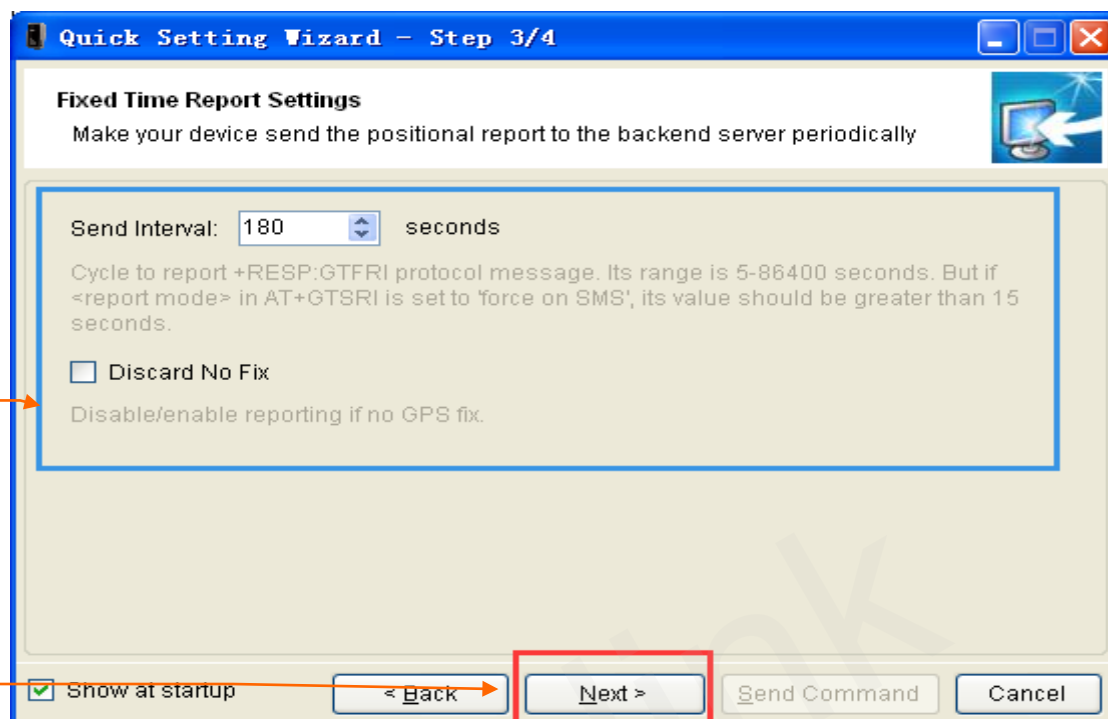 Quick Setting Wizard - Step 3/4
Fixed Time Report Settings
Make your device send the positional report to the backend server periodically
Send Interval: 180 seconds
Cycle to report +RESP:GTFRI protocol message. Its range is 5-86400 seconds. But if
<report mode> in AT+GTSRI is set to 'force on SMS', its value should be greater than 15
seconds.
Discard No Fix
Disable/enable reporting if no GPS fix.
Show at startup < Back Next > Send Command Cancel